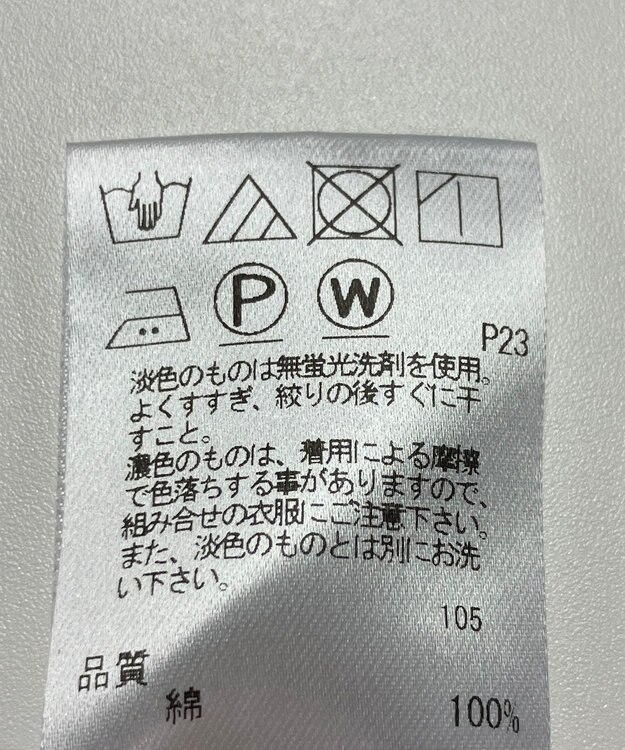 P W
P23
淡色のものは無蛍光洗剤を使用。
よくすすぎ、絞りの後すぐに干
すこと。
濃色のものは、着用による摩擦
で色落ちする事がありますので、
組み合せの衣服にご注意下さい。
また、淡色のものとは別にお洗
い下さい。
105
品質
綿 100%